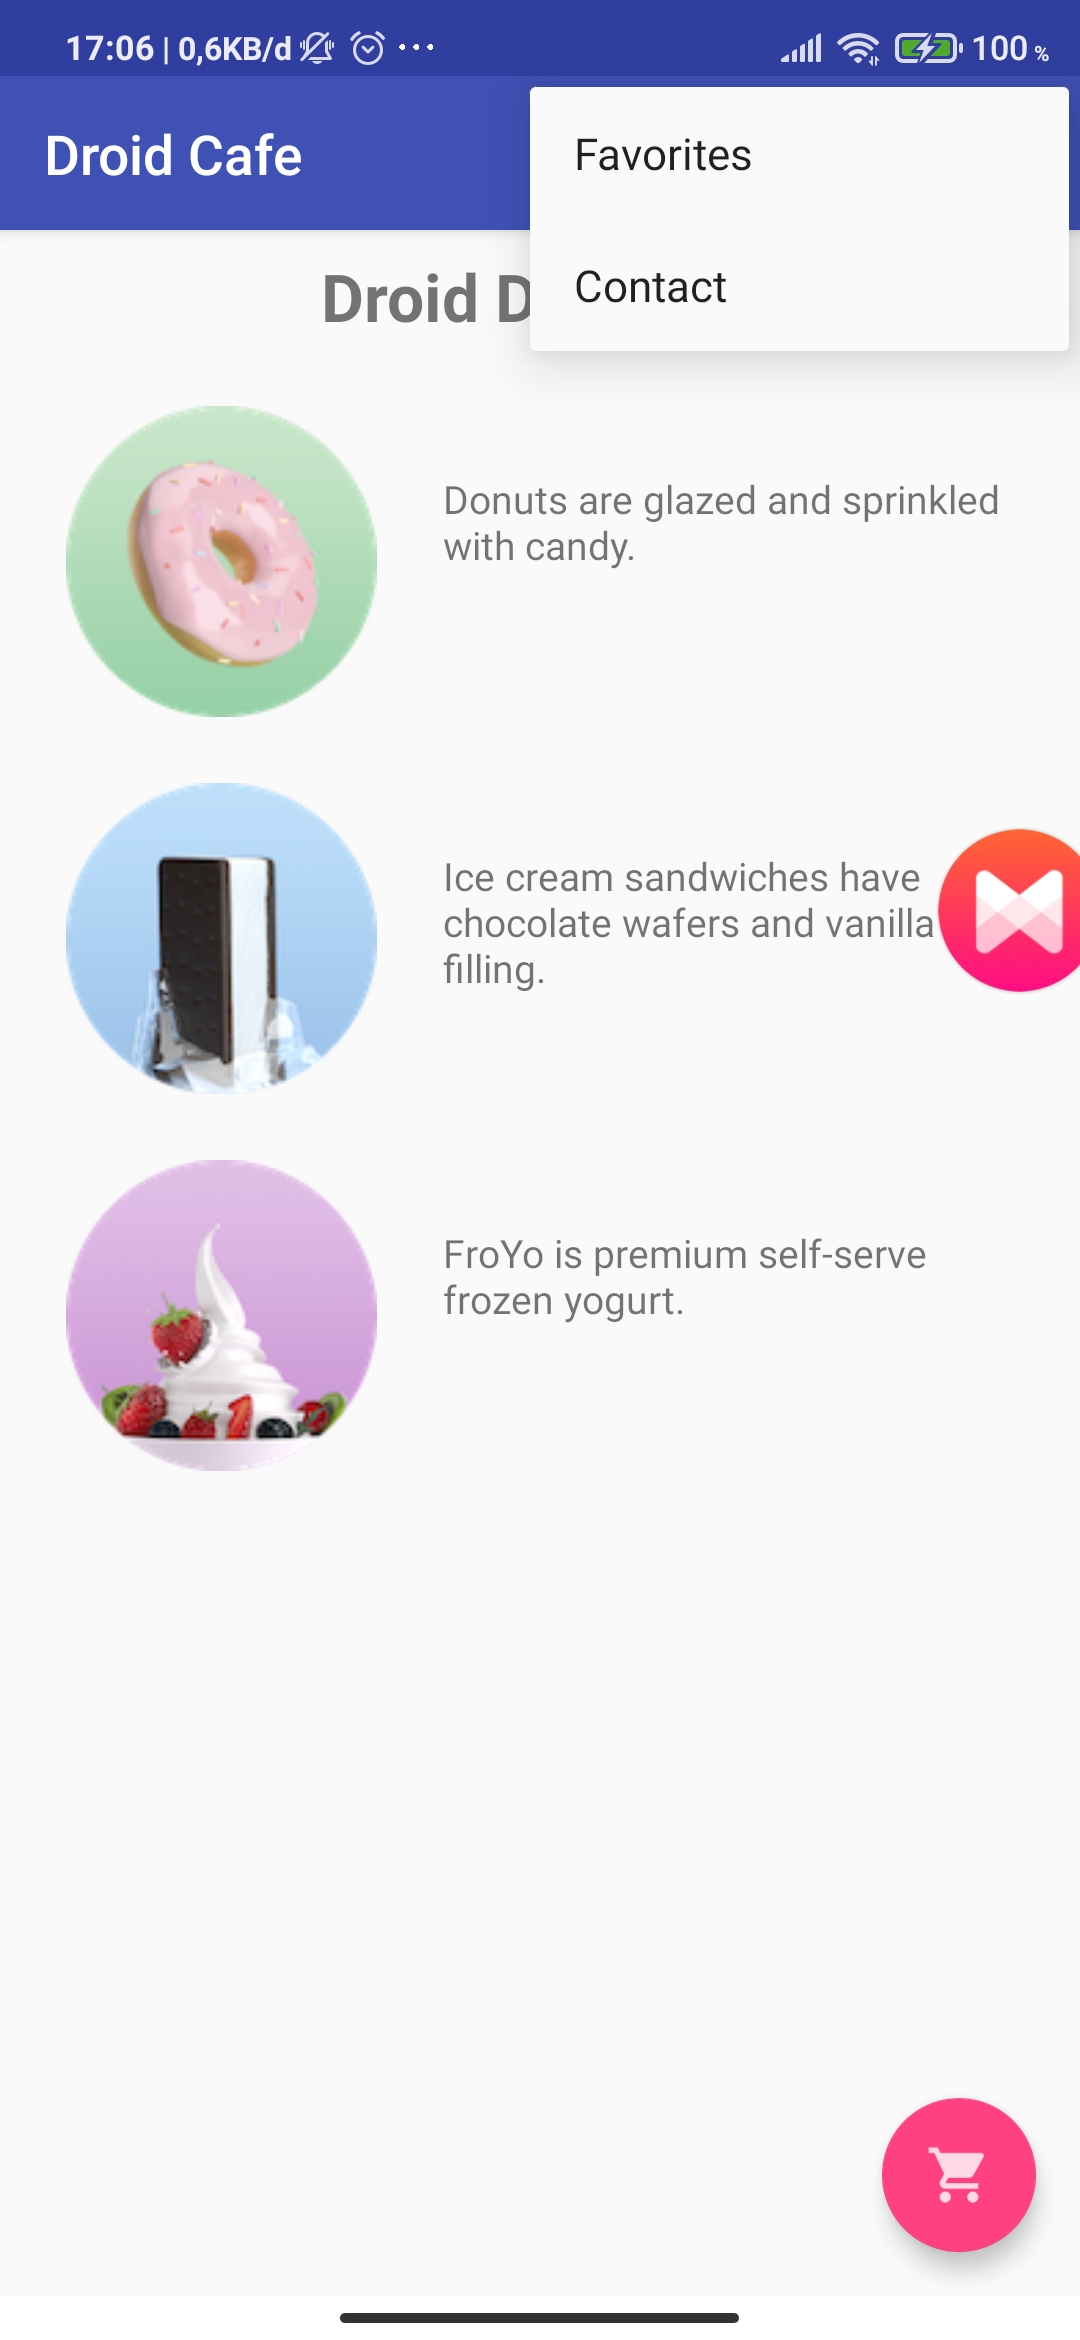 17:06 | 0,6KB/d
100 %
Droid Cafe
Favorites
Contact
Droid D
Donuts are glazed and sprinkled
with candy.
Ice cream sandwiches have
chocolate wafers and vanilla
filling.
FroYo is premium self-serve
frozen yogurt.